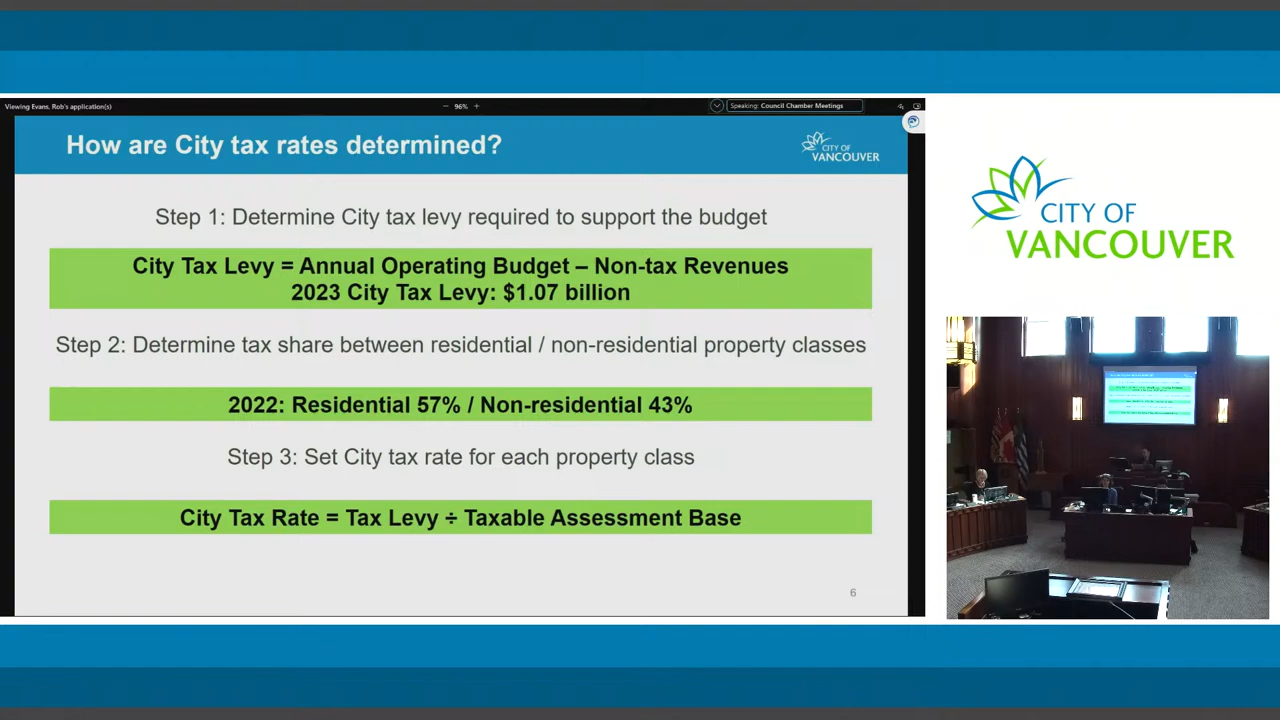 Viewing Evans, Rob's application(s)
96%
Speaking: Council Chamber Meetings
How are City tax rates determined?
CITY OF
VANCOUVER
Step 1: Determine City tax levy required to support the budget
City Tax Levy = Annual Operating Budget – Non-tax Revenues
2023 City Tax Levy: $1.07 billion
Step 2: Determine tax share between residential / non-residential property classes
2022: Residential 57% / Non-residential 43%
Step 3: Set City tax rate for each property class
City Tax Rate = Tax Levy ÷ Taxable Assessment Base
6
CITY OF
VANCOUVER